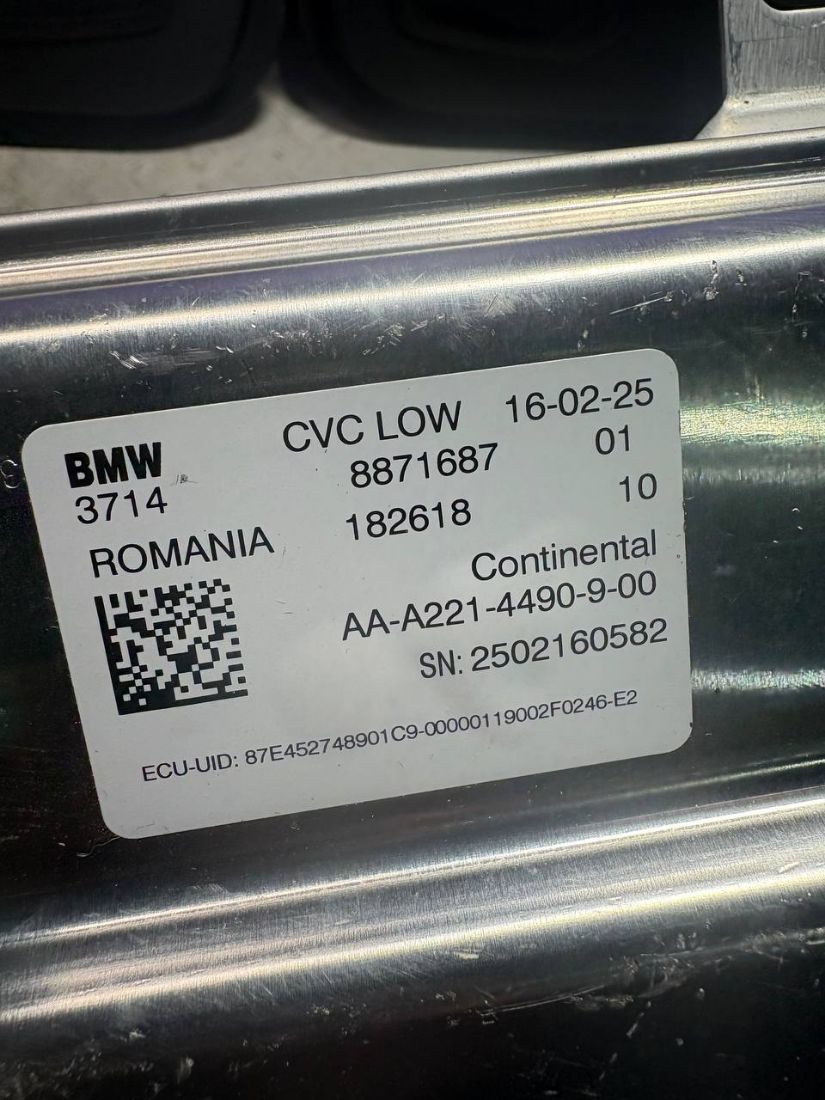 BMW CVC LOW 16-02-25
3714 8871687 01
ROMANIA 182618 10
Continental
AA-A221-4490-9-00
SN: 2502160582
ECU-UID: 87E452748901C9-00000119002F0246-E2